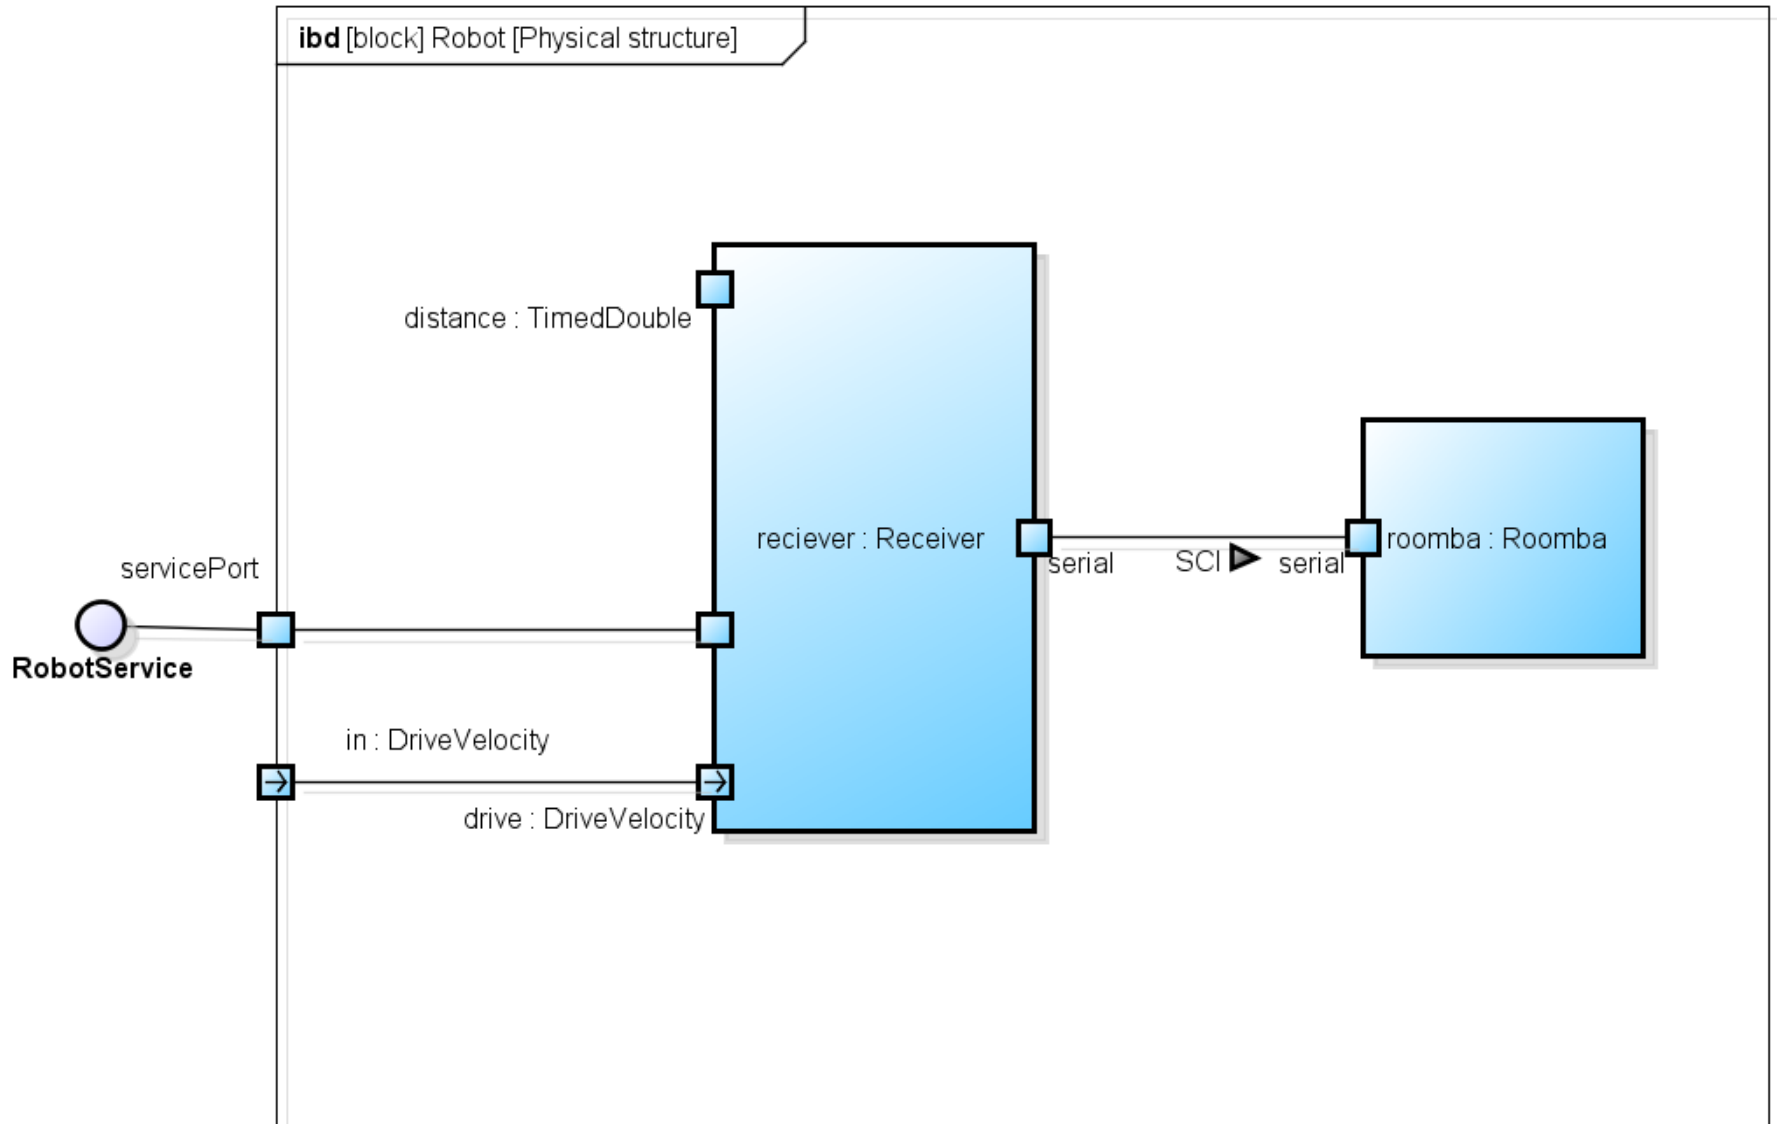 ibd [block] Robot [Physical structure]
distance : TimedDouble
reciever : Receiver
serial
SCI
serial
roomba : Roomba
servicePort
RobotService
in : DriveVelocity
drive : DriveVelocity